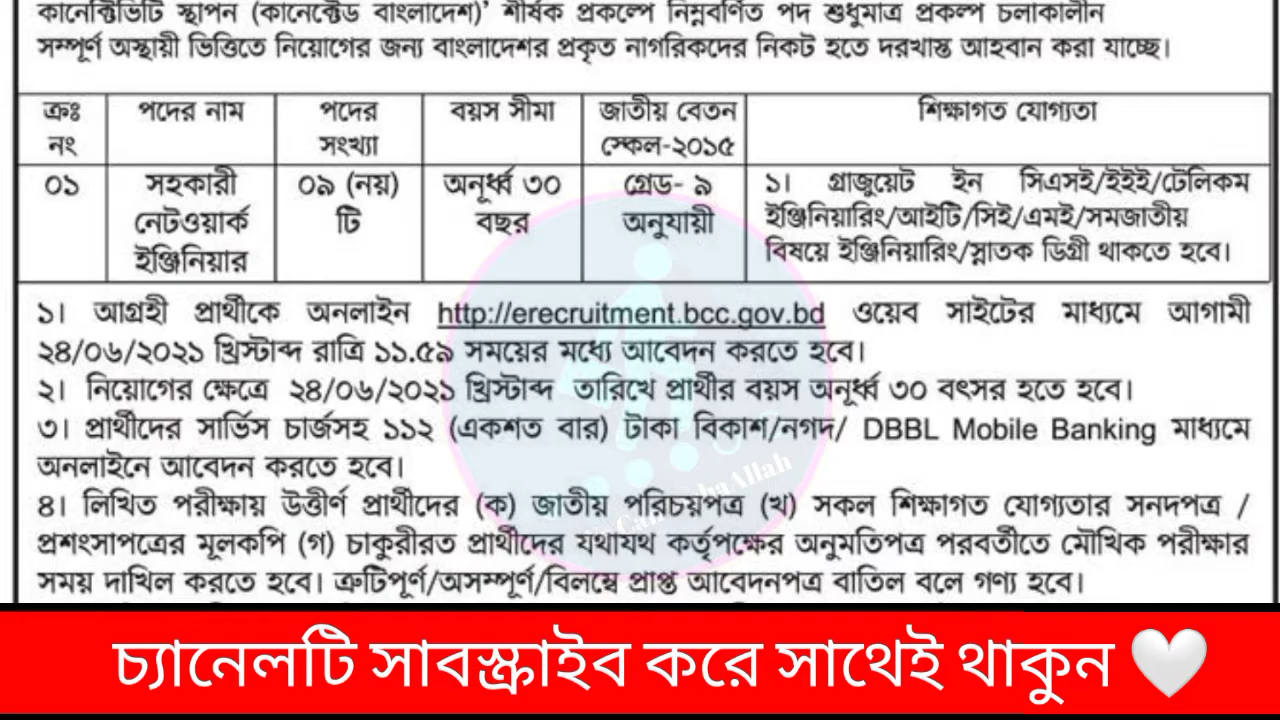 কানেক্টিভিটি স্থাপন (কানেক্টেড বাংলাদেশ)' শীর্ষক প্রকল্পে নিম্নবর্ণিত পদ শুধুমাত্র প্রকল্প চলাকালীন
সম্পূর্ণ অস্থায়ী ভিত্তিতে নিয়োগের জন্য বাংলাদেশর প্রকৃত নাগরিকদের নিকট হতে দরখাস্ত আহবান করা যাচ্ছে।
ক্রঃ নং
পদের নাম
পদের সংখ্যা
বয়স সীমা
জাতীয় বেতন স্কেল-২০১৫
শিক্ষাগত যোগ্যতা
০১
সহকারী নেটওয়ার্ক ইঞ্জিনিয়ার
০৯ (নয়) টি
অনূর্ধ্ব ৩০ বছর
গ্রেড- ৯ অনুযায়ী
১। গ্রাজুয়েট ইন সিএসই/ইইই/টেলিকম
ইঞ্জিনিয়ারিং/আইটি/সিই/এমই/সমজাতীয়
বিষয়ে ইঞ্জিনিয়ারিং/স্নাতক ডিগ্রী থাকতে হবে।
১। আগ্রহী প্রার্থীকে অনলাইন http://erecruitment.bcc.gov.bd ওয়েব সাইটের মাধ্যমে আগামী
২৪/০৬/২০২১ খ্রিস্টাব্দ রাত্রি ১১.৫৯ সময়ের মধ্যে আবেদন করতে হবে।
২। নিয়োগের ক্ষেত্রে ২৪/০৬/২০২১ খ্রিস্টাব্দ তারিখে প্রার্থীর বয়স অনূর্ধ্ব ৩০ বৎসর হতে হবে।
৩। প্রার্থীদের সার্ভিস চার্জসহ ১১২ (একশত বার) টাকা বিকাশ/নগদ/ DBBL Mobile Banking মাধ্যমে
অনলাইনে আবেদন করতে হবে।
৪। লিখিত পরীক্ষায় উত্তীর্ণ প্রার্থীদের (ক) জাতীয় পরিচয়পত্র (খ) সকল শিক্ষাগত যোগ্যতার সনদপত্র /
প্রশংসাপত্রের মূলকপি (গ) চাকুরীরত প্রার্থীদের যথাযথ কর্তৃপক্ষের অনুমতিপত্র পরবর্তীতে মৌখিক পরীক্ষার
সময় দাখিল করতে হবে। ত্রুটিপূর্ণ/অসম্পূর্ণ/বিলম্বে প্রাপ্ত আবেদনপত্র বাতিল বলে গণ্য হবে।
চ্যানেলটি সাবস্ক্রাইব করে সাথেই থাকুন